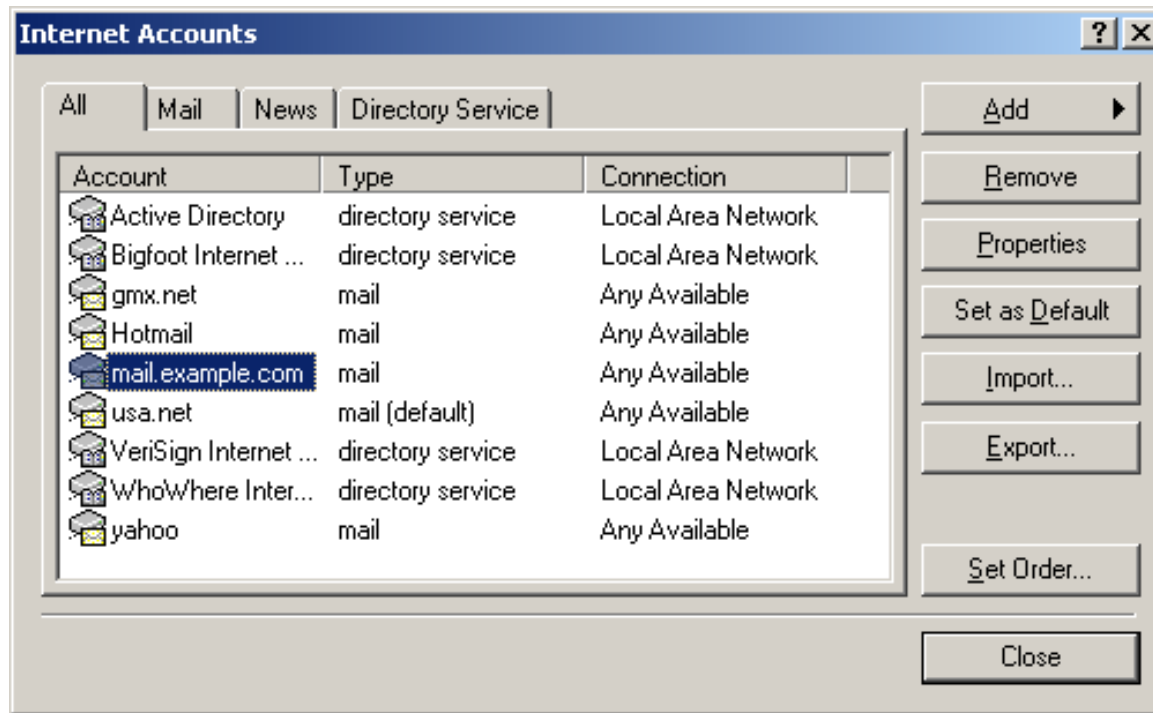 Internet Accounts
All Mail News Directory Service
Add
Remove
Properties
Set as Default
Import...
Export...
Set Order...
Close
Account Type Connection
Active Directory directory service Local Area Network
Bigfoot Internet ... directory service Local Area Network
gmx.net mail Any Available
Hotmail mail Any Available
mail.example.com mail Any Available
usa.net mail (default) Any Available
VeriSign Internet ... directory service Local Area Network
WhoWhere Inter... directory service Local Area Network
yahoo mail Any Available